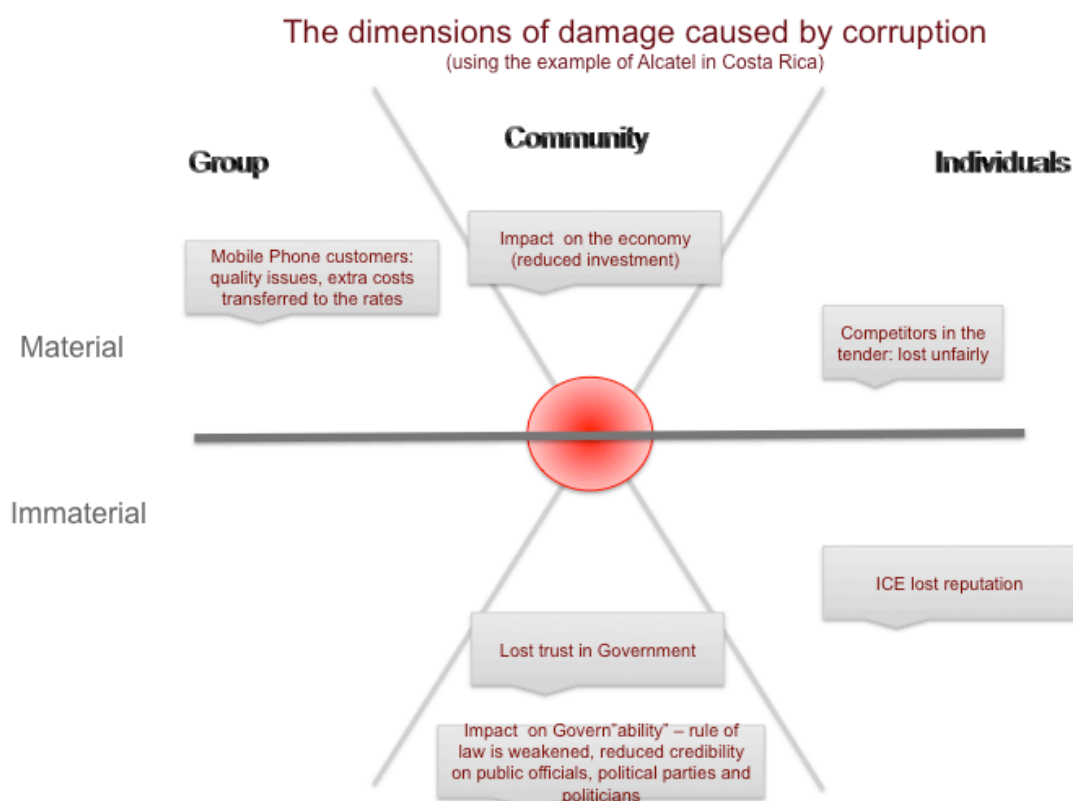 The dimensions of damage caused by corruption
(using the example of Alcatel in Costa Rica)
Group
Community
Individuals
Mobile Phone customers:
quality issues, extra costs
transferred to the rates
Impact on the economy
(reduced investment)
Competitors in the
tender: lost unfairly
Material
Immaterial
ICE lost reputation
Lost trust in Government
Impact on Govern"ability" – rule of
law is weakened, reduced credibility
on public officials, political parties and
politicians